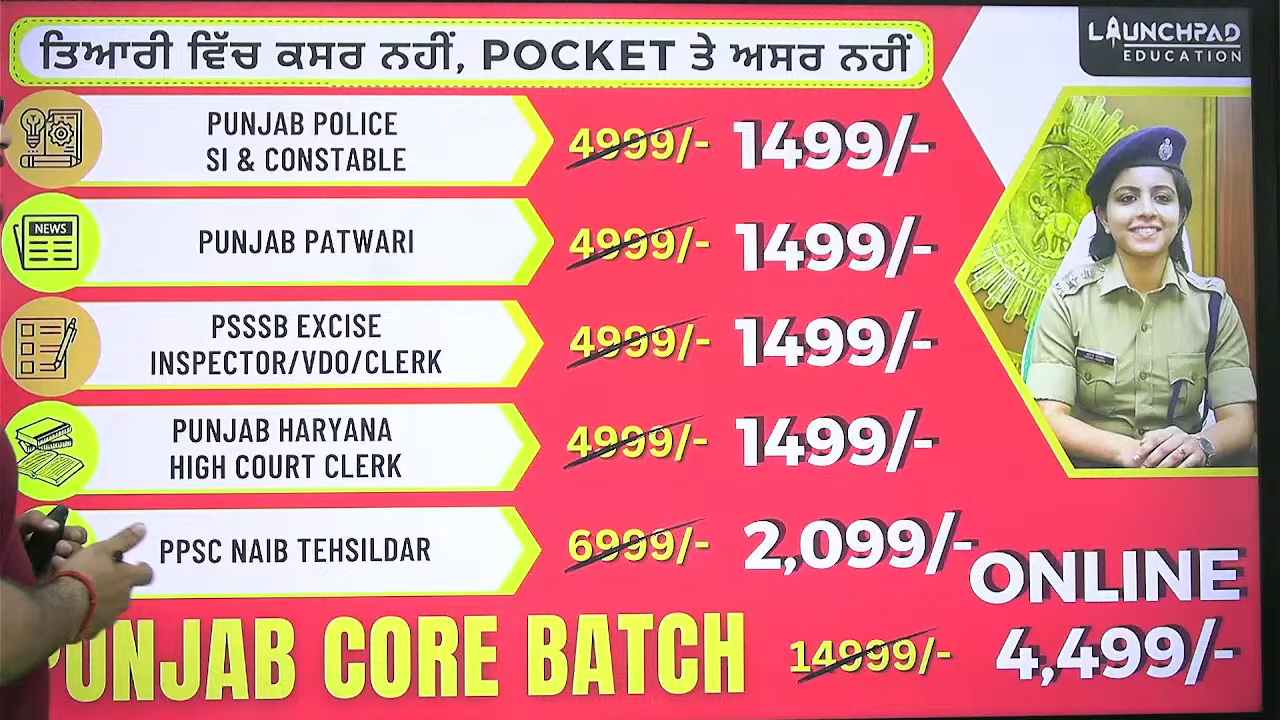 ਤਿਆਰੀ ਵਿੱਚ ਕਸਰ ਨਹੀਂ, POCKET ਤੇ ਅਸਰ ਨਹੀਂ
LAUNCHPAD
EDUCATION
PUNJAB POLICE
SI & CONSTABLE
4999/- 1499/-
NEWS
PUNJAB PATWARI
4999/- 1499/-
PSSSB EXCISE
INSPECTOR/VDO/CLERK
4999/- 1499/-
PUNJAB HARYANA
HIGH COURT CLERK
4999/- 1499/-
PPSC NAIB TEHSILDAR
6999/- 2,099/-
ONLINE
PUNJAB CORE BATCH
14999/- 4,499/-